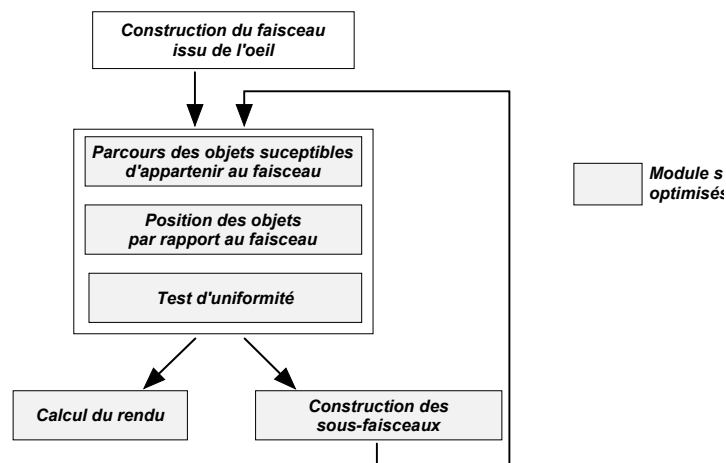 Construction du faisceau
issu de l'oeil
Parcours des objets suceptibles
d'appartenir au faisceau
Module
optimisés
Position des objets
par rapport au faisceau
Test d'uniformité
Calcul du rendu
Construction des
sous-faisceaux